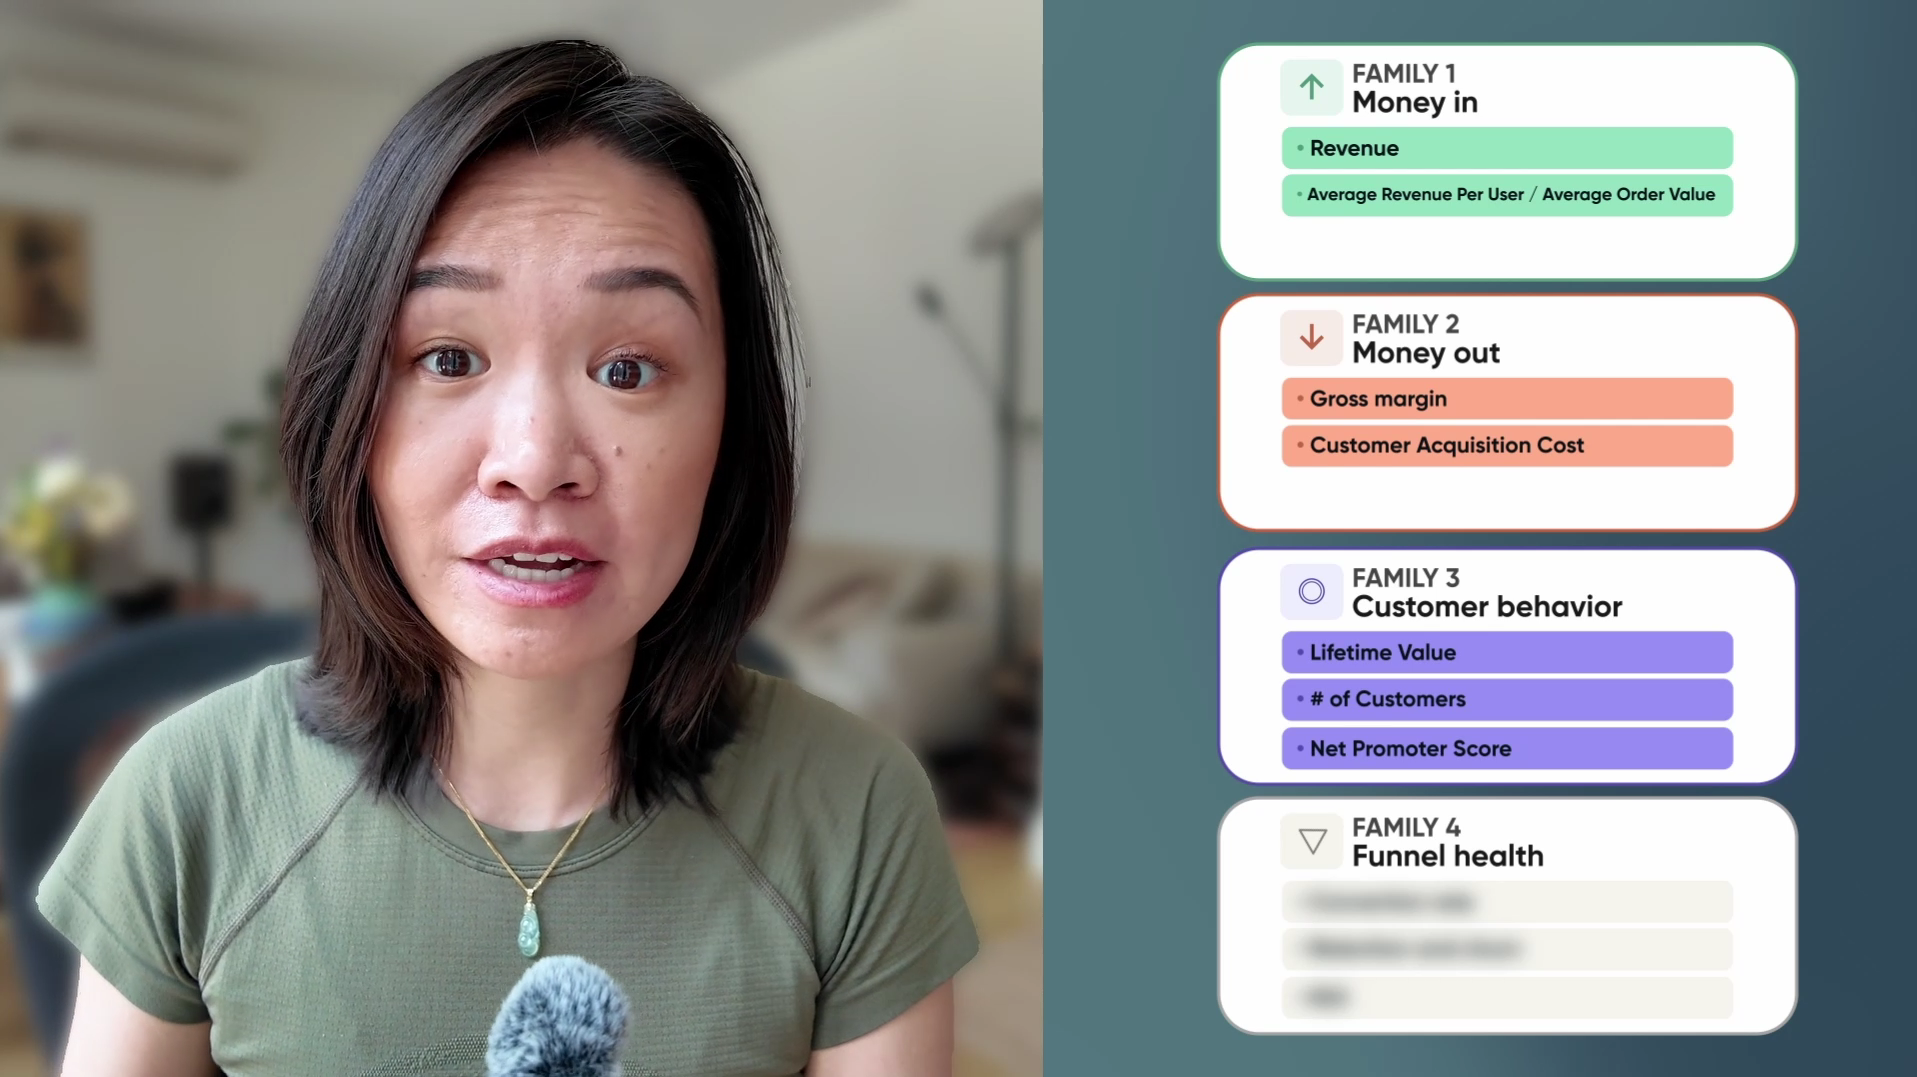 FAMILY 1
Money in
• Revenue
• Average Revenue Per User / Average Order Value
FAMILY 2
Money out
• Gross margin
• Customer Acquisition Cost
FAMILY 3
Customer behavior
• Lifetime Value
• # of Customers
• Net Promoter Score
FAMILY 4
Funnel health